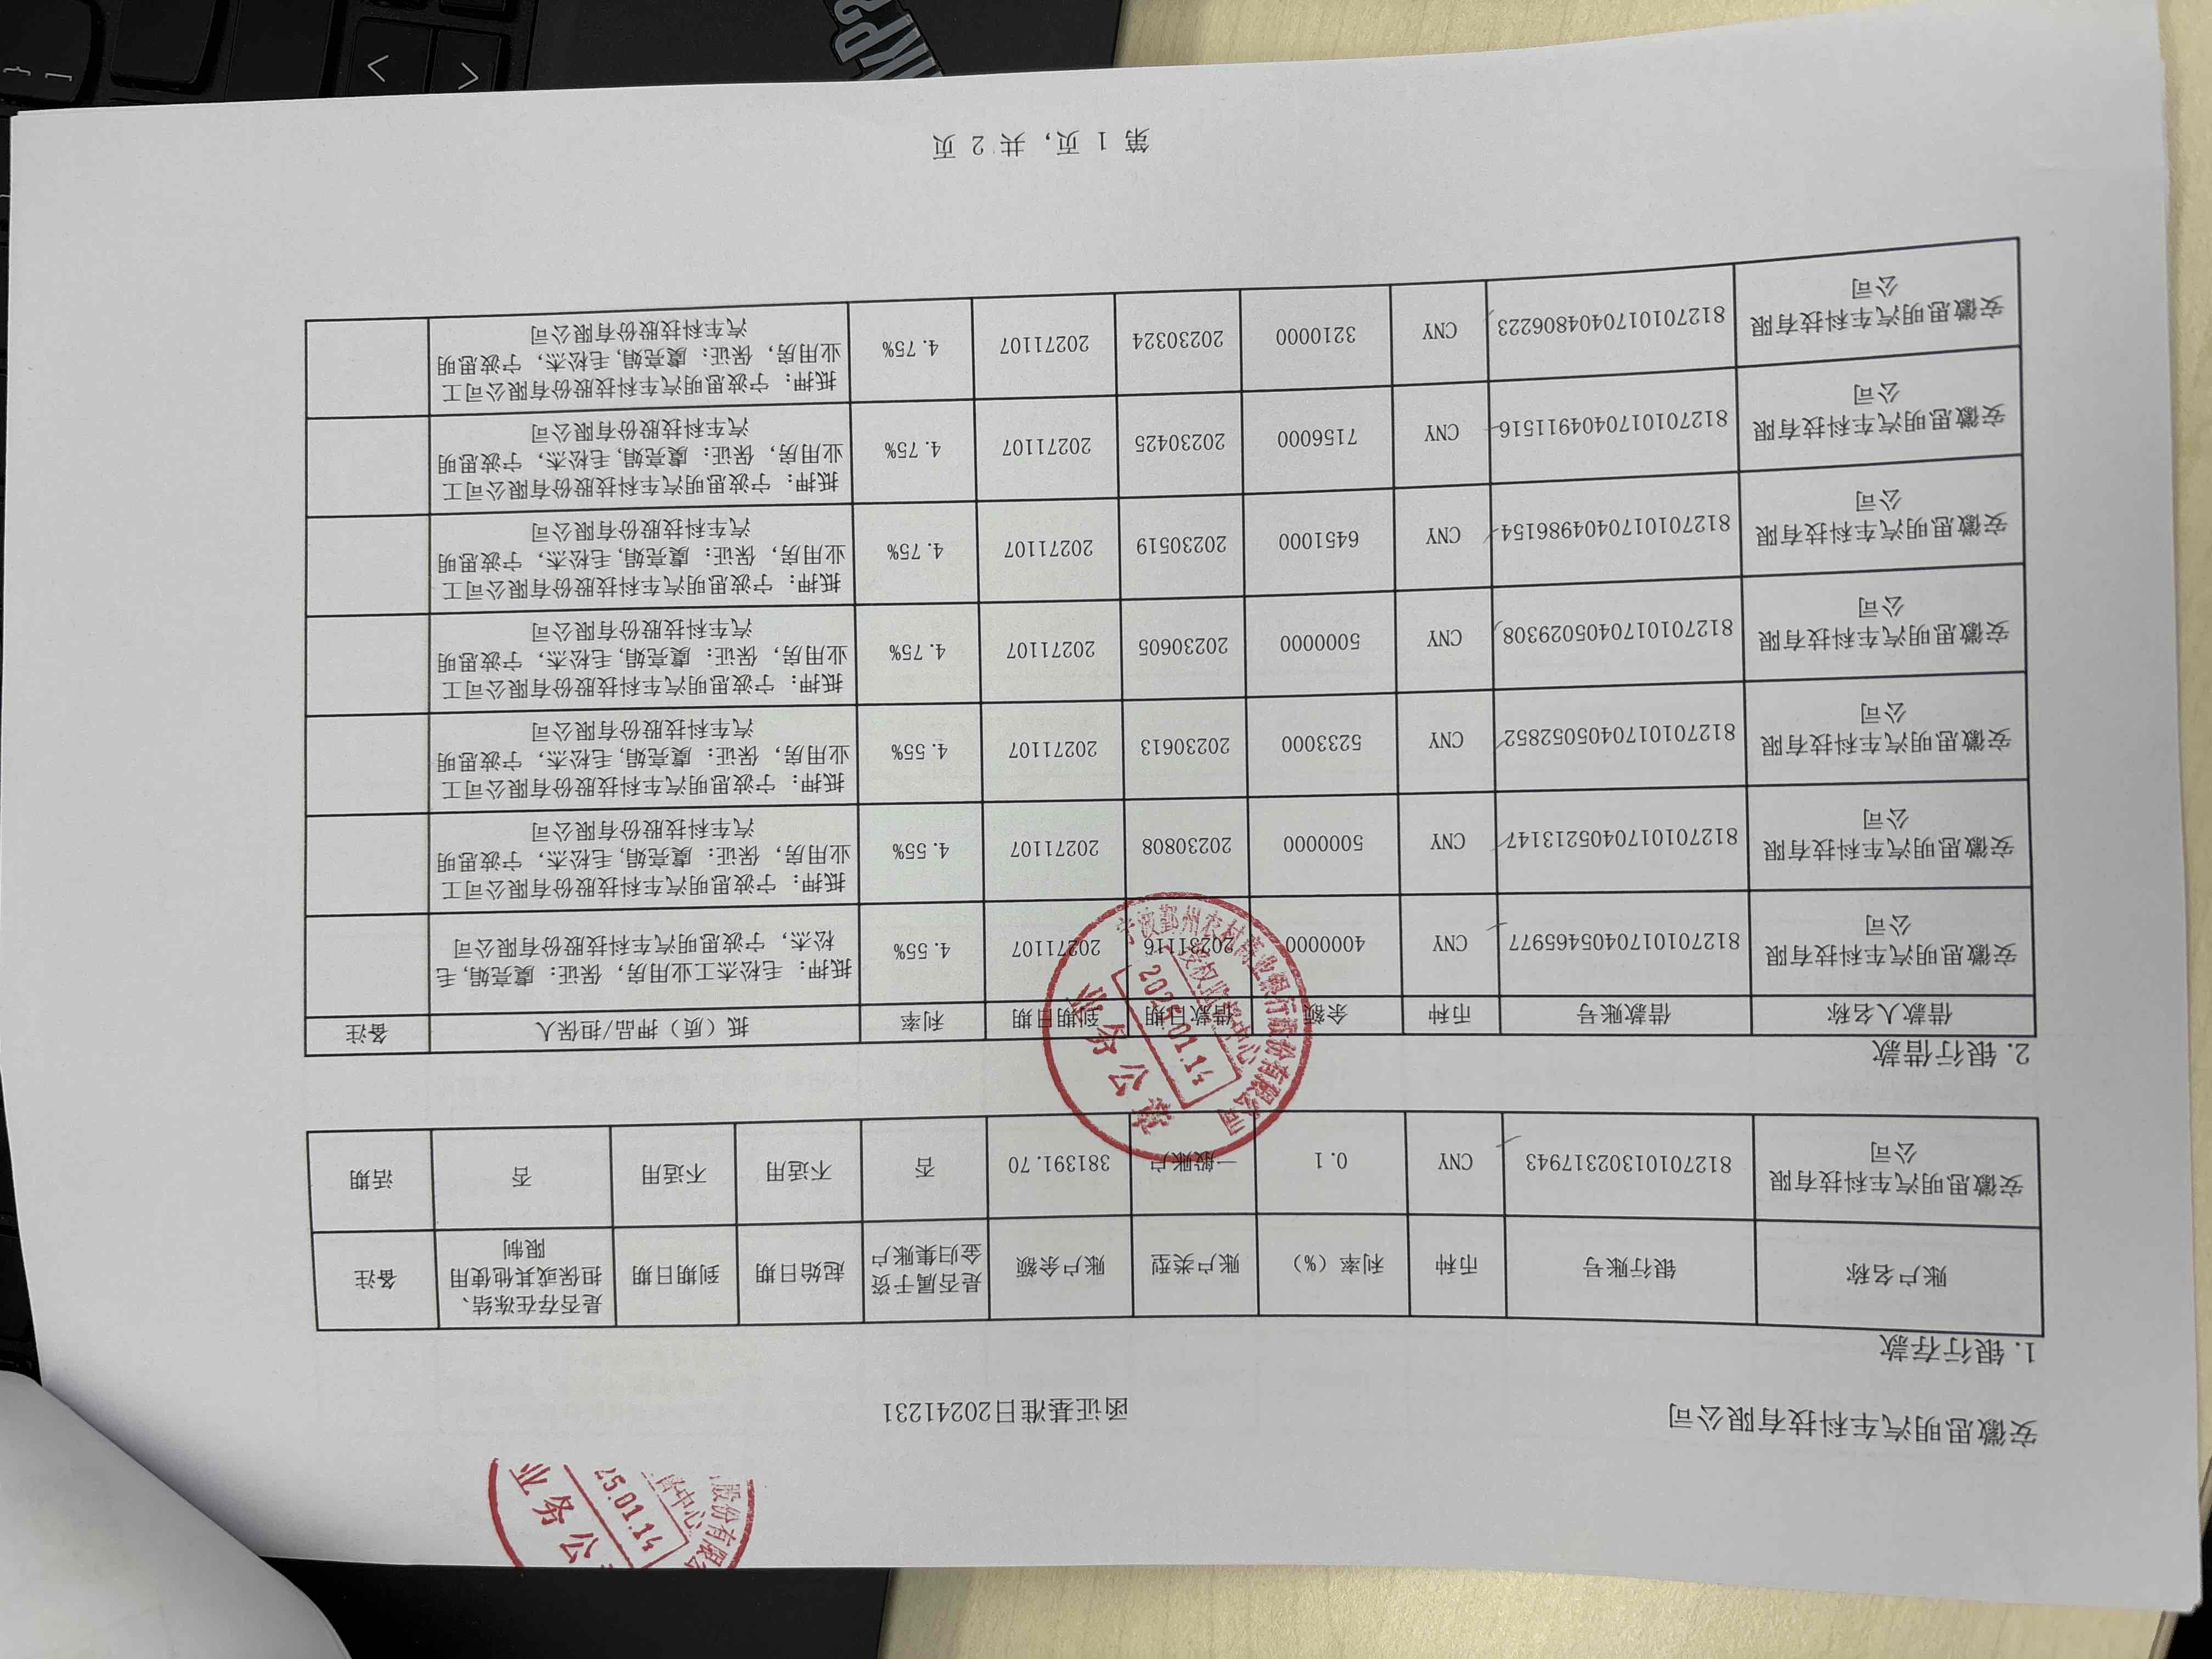 安徽思明汽车科技有限公司 函证基准日20241231
1. 银行存款
账户名称 银行账号 币种 利率（%） 账户类型 账户余额 是否属于资金归集账户 起始日期 到期日期 是否存在冻结、担保或其他使用限制 备注
安徽思明汽车科技有限公司 81270101302317943 CNY 0.1 一般账户 381391.70 否 不适用 不适用 否 活期
2. 银行借款
借款人名称 借款账号 币种 余额 借款日期 到期日期 利率 抵（质）押品/担保人 备注
安徽思明汽车科技有限公司 81270101704054​65977 CNY 4000000 20231116 20271107 4.55% 抵押：毛松杰工业用房，保证：虞亮娟,毛松杰，宁波思明汽车科技股份有限公司
安徽思明汽车科技有限公司 8127010170405213147 CNY 5000000 20230808 20271107 4.55% 抵押：宁波思明汽车科技股份有限公司工业用房，保证：虞亮娟,毛松杰，宁波思明汽车科技股份有限公司
安徽思明汽车科技有限公司 8127010170405052852 CNY 5233000 20230613 20271107 4.55% 抵押：宁波思明汽车科技股份有限公司工业用房，保证：虞亮娟,毛松杰，宁波思明汽车科技股份有限公司
安徽思明汽车科技有限公司 8127010170405029308 CNY 5000000 20230605 20271107 4.75% 抵押：宁波思明汽车科技股份有限公司工业用房，保证：虞亮娟,毛松杰，宁波思明汽车科技股份有限公司
安徽思明汽车科技有限公司 8127010170404986154 CNY 6451000 20230519 20271107 4.75% 抵押：宁波思明汽车科技股份有限公司工业用房，保证：虞亮娟,毛松杰，宁波思明汽车科技股份有限公司
安徽思明汽车科技有限公司 8127010170404911516 CNY 7156000 20230425 20271107 4.75% 抵押：宁波思明汽车科技股份有限公司工业用房，保证：虞亮娟,毛松杰，宁波思明汽车科技股份有限公司
安徽思明汽车科技有限公司 8127010170404806223 CNY 3210000 20230324 20271107 4.75% 抵押：宁波思明汽车科技股份有限公司工业用房，保证：虞亮娟,毛松杰，宁波思明汽车科技股份有限公司
第 1 页，共 2 页